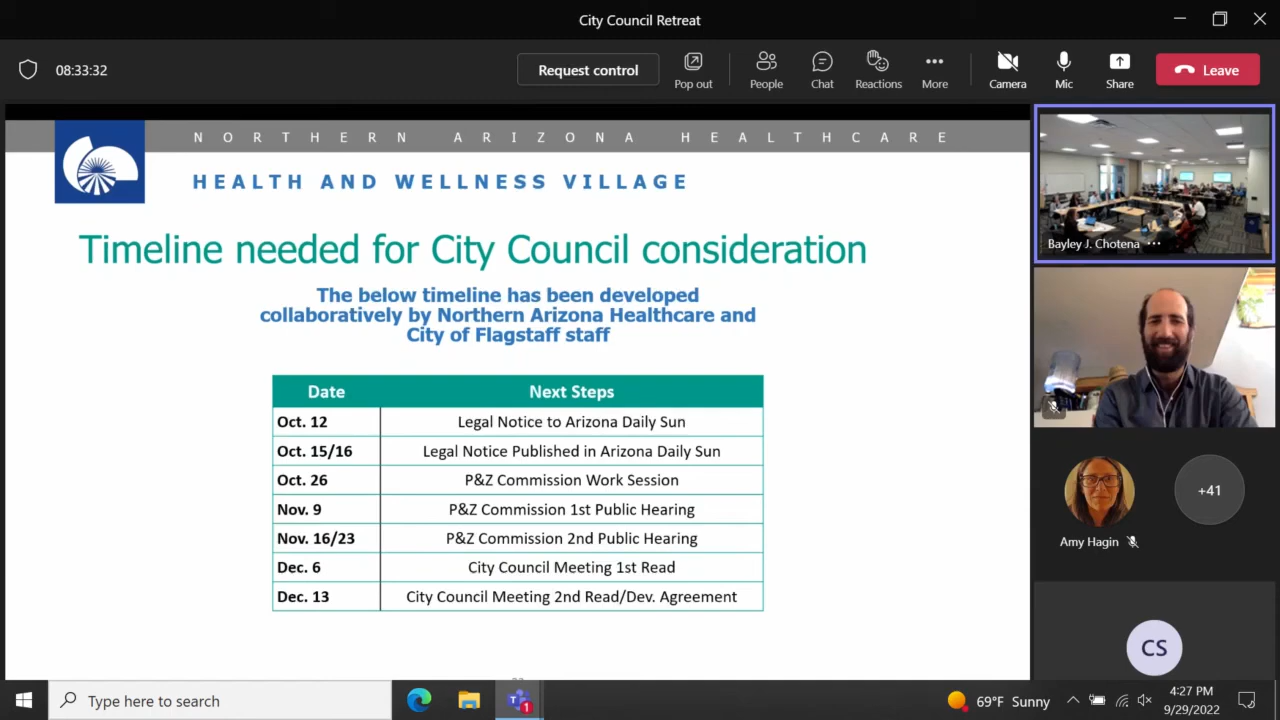 City Council Retreat
08:33:32
Request control
Pop out
People
Chat
Reactions
More
Camera
Mic
Share
Leave
NORTHERN ARIZONA HEALTHCARE
HEALTH AND WELLNESS VILLAGE
Timeline needed for City Council consideration
The below timeline has been developed
collaboratively by Northern Arizona Healthcare and
City of Flagstaff staff
Date Next Steps
Oct. 12 Legal Notice to Arizona Daily Sun
Oct. 15/16 Legal Notice Published in Arizona Daily Sun
Oct. 26 P&Z Commission Work Session
Nov. 9 P&Z Commission 1st Public Hearing
Nov. 16/23 P&Z Commission 2nd Public Hearing
Dec. 6 City Council Meeting 1st Read
Dec. 13 City Council Meeting 2nd Read/Dev. Agreement
Bayley J. Chotena
+41
Amy Hagin
CS
Type here to search
1
69°F Sunny
4:27 PM
9/29/2022